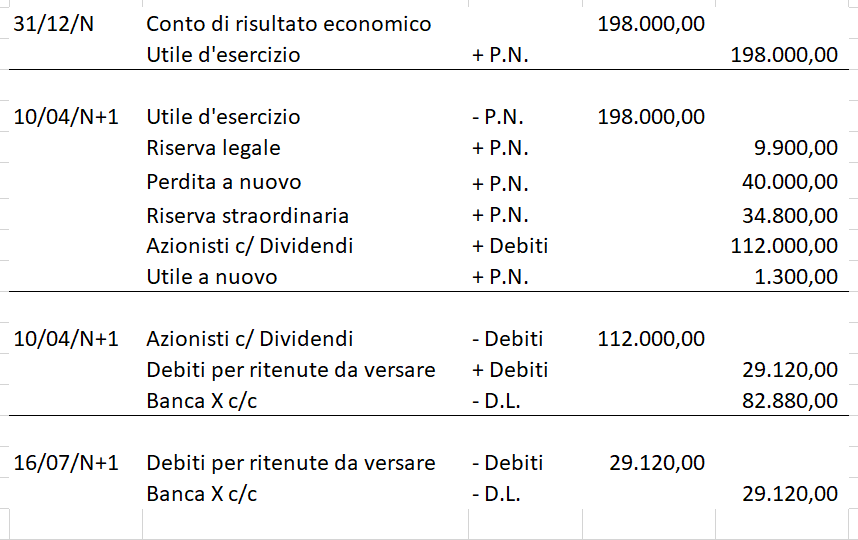 31/12/N Conto di risultato economico 198.000,00
Utile d'esercizio + P.N. 198.000,00
10/04/N+1 Utile d'esercizio - P.N. 198.000,00
Riserva legale + P.N. 9.900,00
Perdita a nuovo + P.N. 40.000,00
Riserva straordinaria + P.N. 34.800,00
Azionisti c/ Dividendi + Debiti 112.000,00
Utile a nuovo + P.N. 1.300,00
10/04/N+1 Azionisti c/ Dividendi - Debiti 112.000,00
Debiti per ritenute da versare + Debiti 29.120,00
Banca X c/c - D.L. 82.880,00
16/07/N+1 Debiti per ritenute da versare - Debiti 29.120,00
Banca X c/c - D.L. 29.120,00